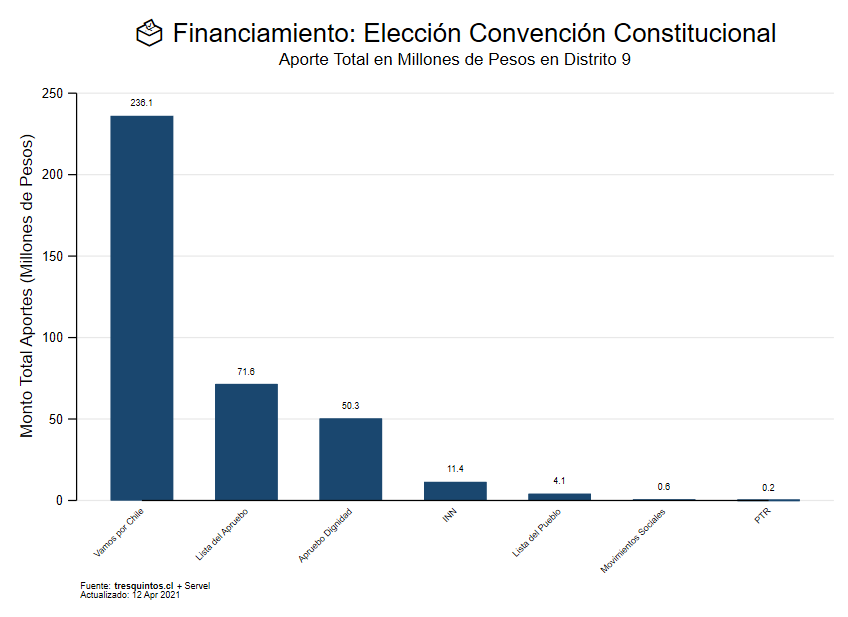 Financiamiento: Elección Convención Constitucional
Aporte Total en Millones de Pesos en Distrito 9
Monto Total Aportes (Millones de Pesos)
250
200
150
100
50
0
236.1
71.6
50.3
11.4
4.1
0.6
0.2
Vamos por Chile
Lista del Apruebo
Apruebo Dignidad
INN
Lista del Pueblo
Movimientos Sociales
PTR
Fuente: tresquintos.cl + Servel
Actualizado: 12 Apr 2021